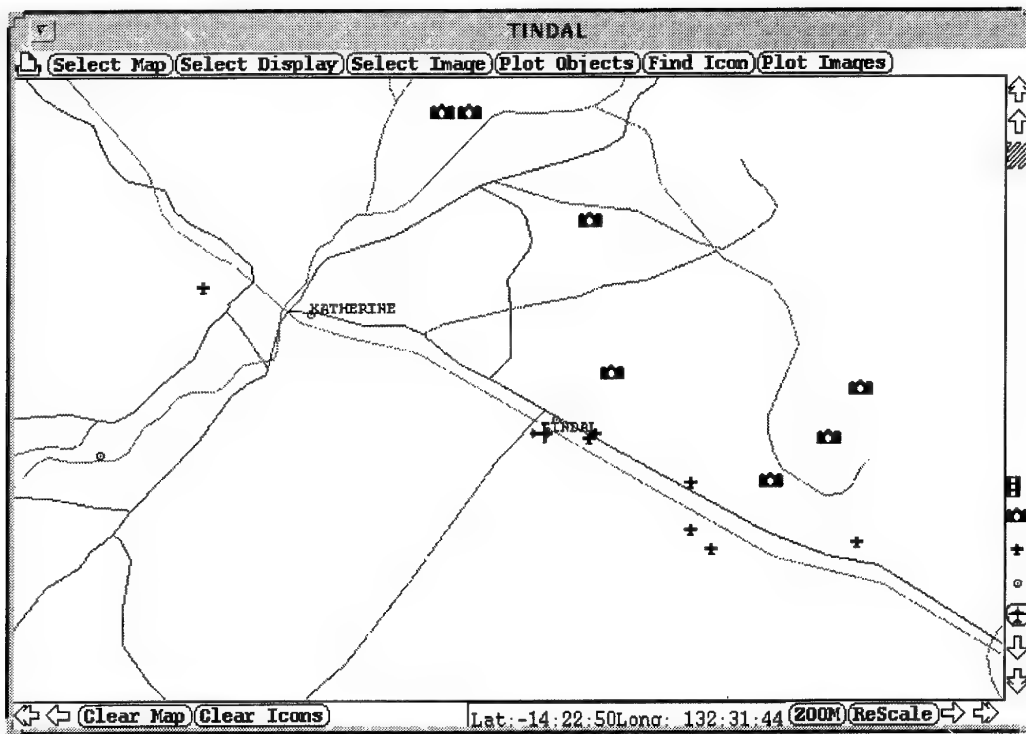 TINDAL
Select Map Select Display Select Image Plot Objects Find Icon Plot Images
KATHERINE
TINDAL
Clear Map Clear Icons Lat:-14:22:50Long: 132:31:44 ZOOM ReScale